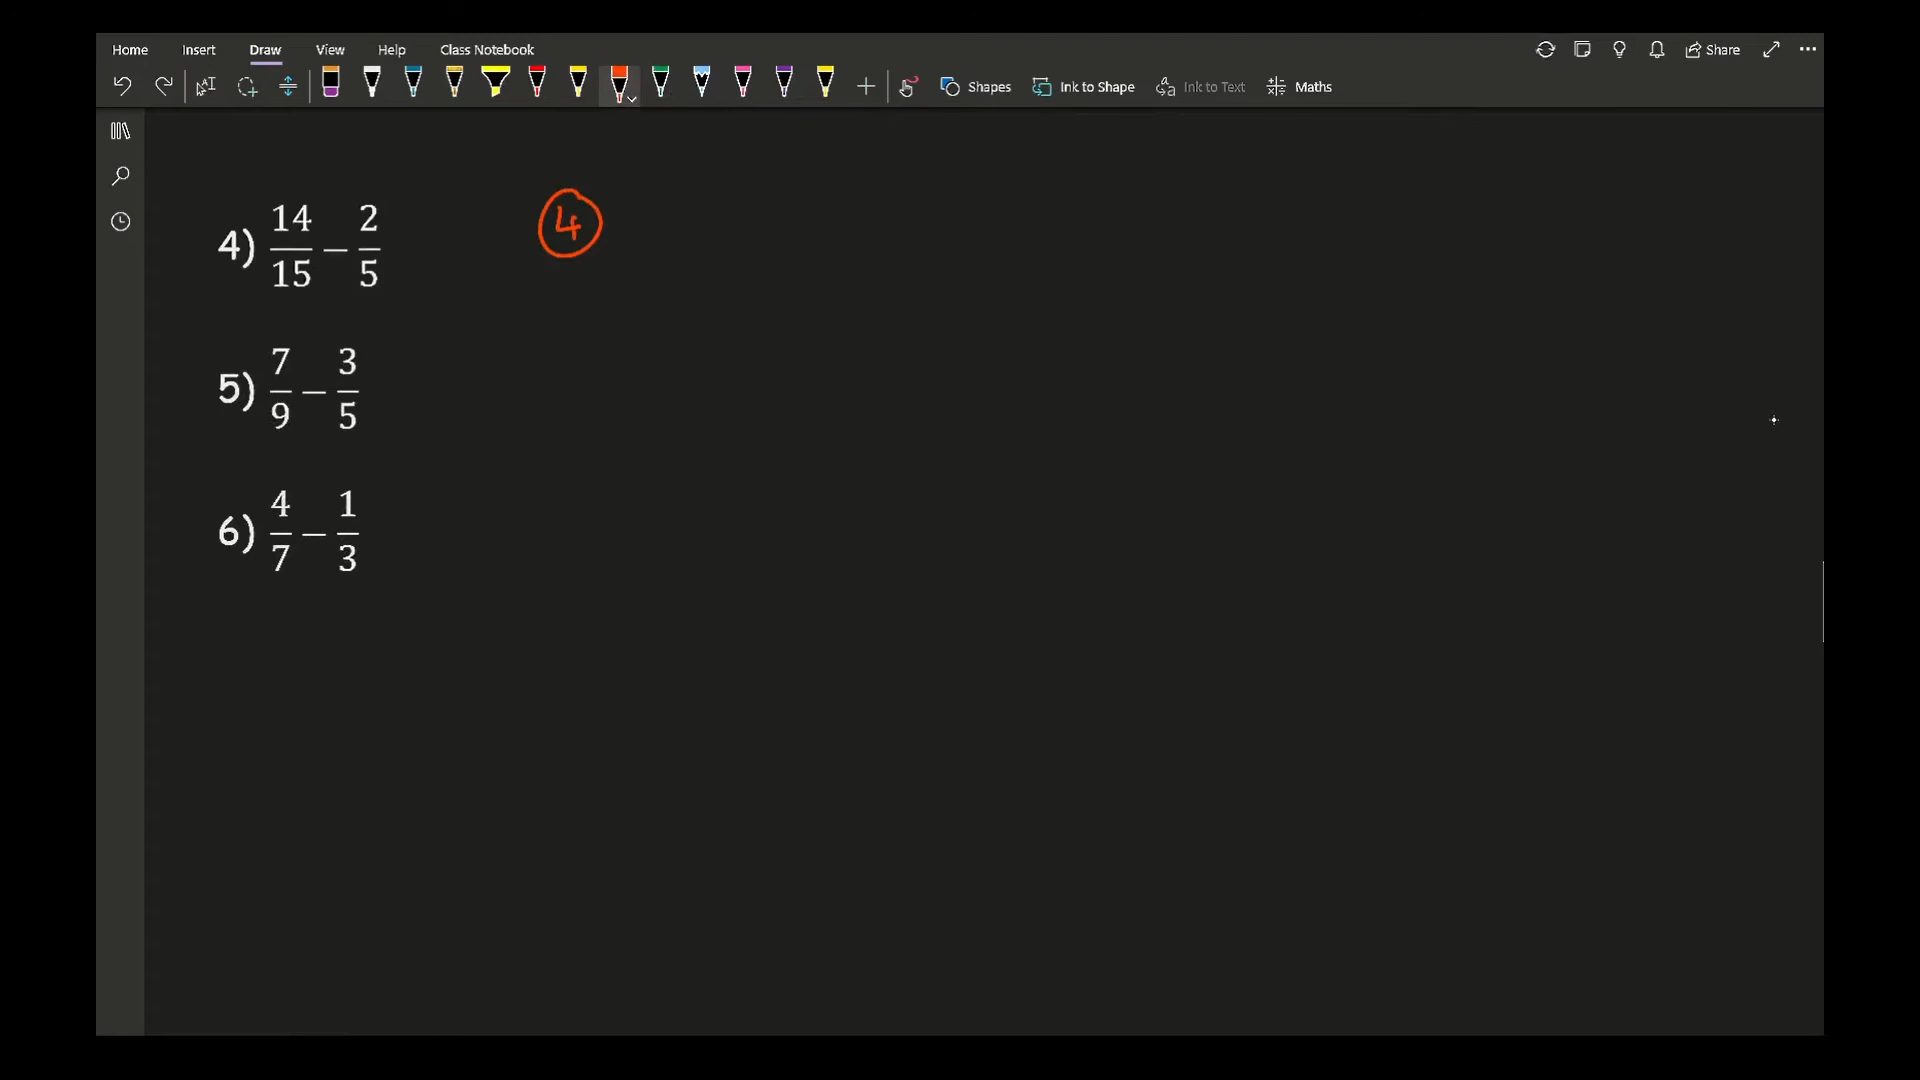 Home Insert Draw View Help Class Notebook Share
Shapes Ink to Shape Ink to Text Maths
4) 14/15 − 2/5 4
5) 7/9 − 3/5
6) 4/7 − 1/3